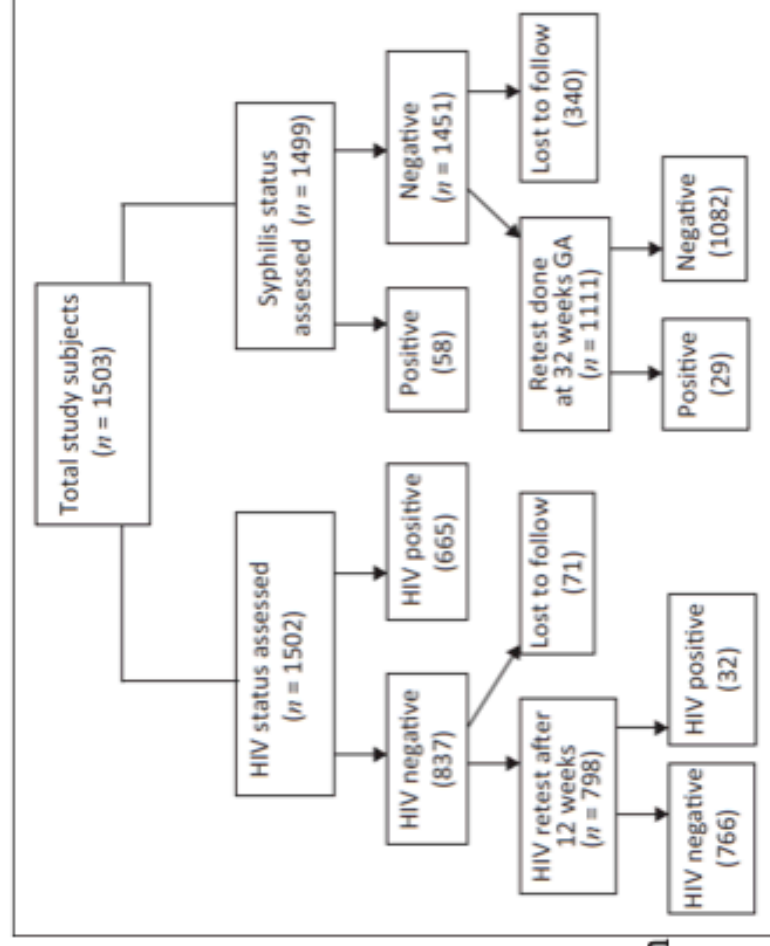 Total study subjects
(n = 1503)
HIV status assessed
(n = 1502)
Syphilis status
assessed (n = 1499)
HIV negative
(837)
HIV positive
(665)
Positive
(58)
Negative
(n = 1451)
HIV retest after
12 weeks
(n = 798)
Lost to follow
(71)
Retest done
at 32 weeks GA
(n = 1111)
Lost to follow
(340)
HIV negative
(766)
HIV positive
(32)
Positive
(29)
Negative
(1082)